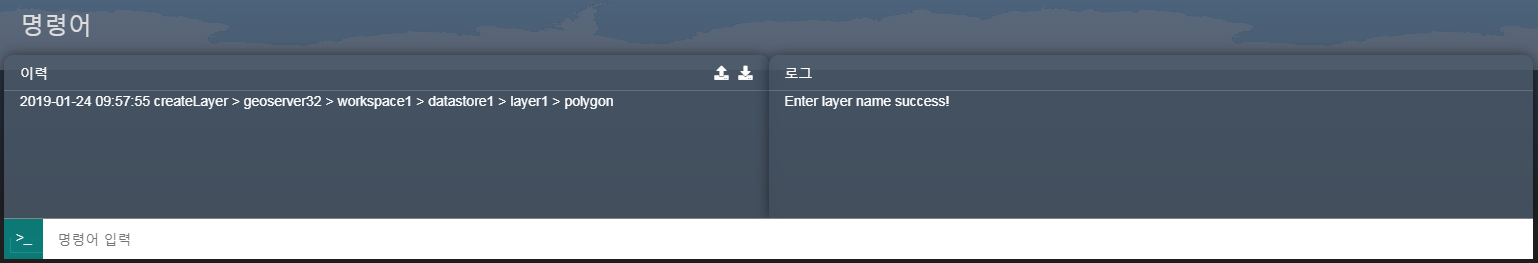 명령어
이력
2019-01-24 09:57:55 createLayer > geoserver32 > workspace1 > datastore1 > layer1 > polygon
로그
Enter layer name success!
>_ 명령어 입력